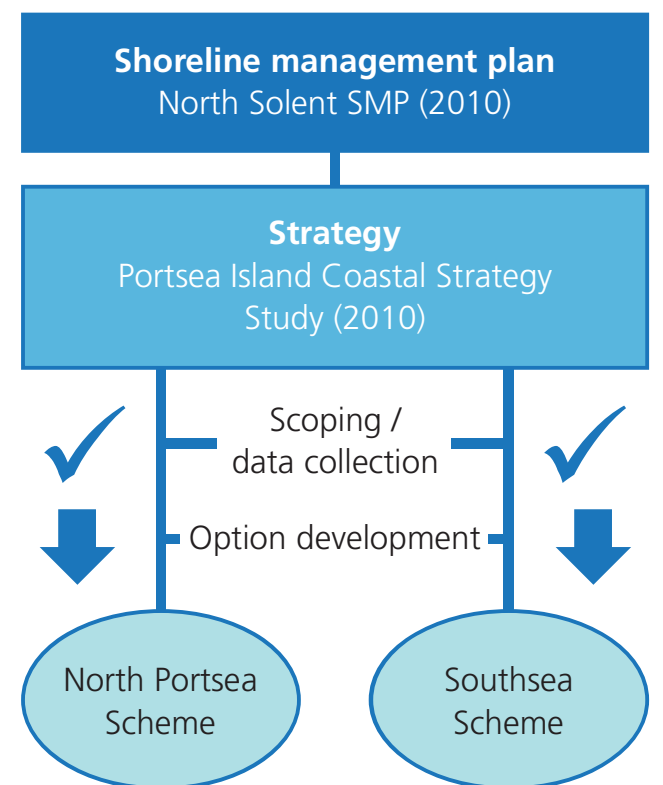 Shoreline management plan
North Solent SMP (2010)
Strategy
Portsea Island Coastal Strategy
Study (2010)
Scoping /
data collection
Option development
North Portsea
Scheme
Southsea
Scheme